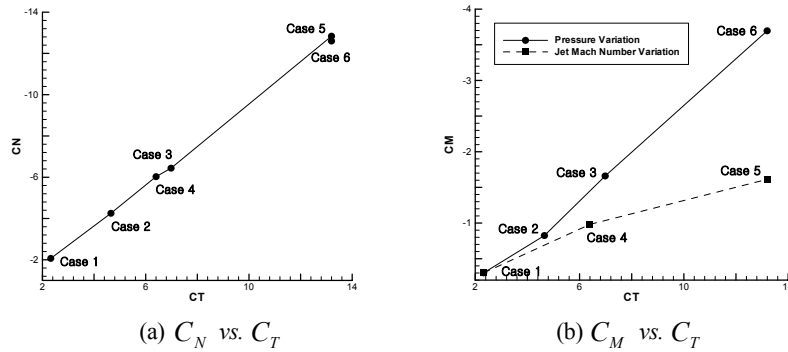 -14
-10
-6
-2
CN
Case 5
Case 6
Case 3
Case 4
Case 2
Case 1
2
6
10
14
CT
(a) C_N vs. C_T
-4
-3
-2
-1
CM
Pressure Variation
Jet Mach Number Variation
Case 6
Case 3
Case 5
Case 2
Case 4
Case 1
2
6
10
14
CT
(b) C_M vs. C_T